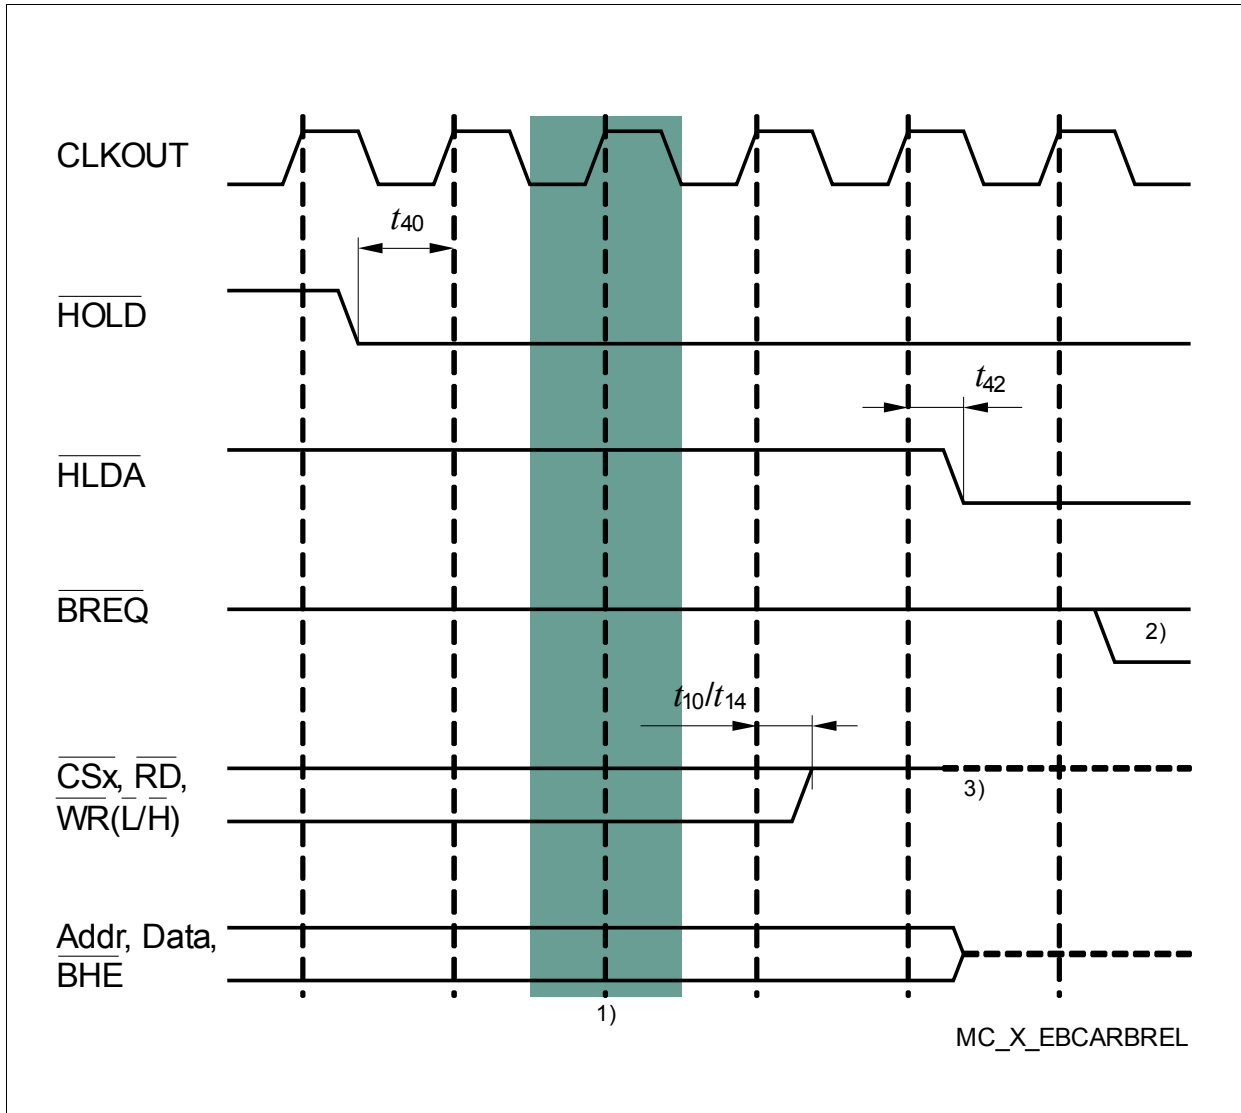 CLKOUT
t40
HOLD
t42
HLDA
BREQ
2)
t10/t14
CSx, RD,
3)
WR(L/H)
Addr, Data,
BHE
1)
MC_X_EBCARBREL